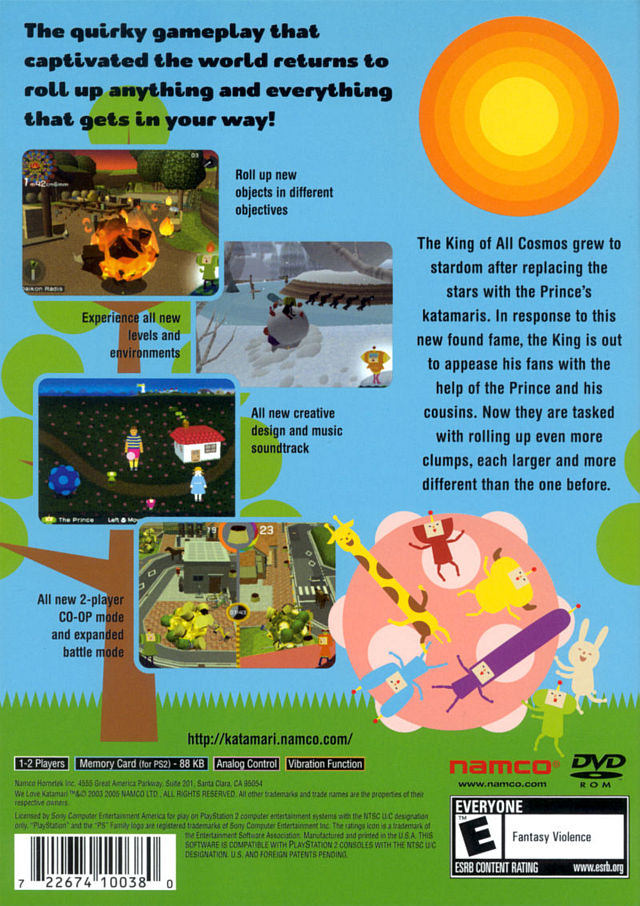 The quirky gameplay that
captivated the world returns to
roll up anything and everything
that gets in your way!
Roll up new
objects in different
objectives
Experience all new
levels and
environments
All new creative
design and music
soundtrack
The Prince
Left
19
23
All new 2-player
CO-OP mode
and expanded
battle mode
The King of All Cosmos grew to
stardom after replacing the
stars with the Prince's
katamaris. In response to this
new found fame, the King is out
to appease his fans with the
help of the Prince and his
cousins. Now they are tasked
with rolling up even more
clumps, each larger and more
different than the one before.
http://katamari.namco.com/
1-2 Players
Memory Card (for PS2) - 88 KB
Analog Control
Vibration Function
namco®
www.namco.com
DVD
ROM
Namco Hometek Inc. 4555 Great America Parkway, Suite 201, Santa Clara, CA 95054
We Love Katamari ™&© 2003 2005 NAMCO LTD., ALL RIGHTS RESERVED. All other trademarks and trade names are the properties of their
respective owners.
Licensed by Sony Computer Entertainment America for play on PlayStation 2 computer entertainment systems with the NTSC U/C designation
only. "PlayStation" and the "PS" Family logo are registered trademarks of Sony Computer Entertainment Inc. The ratings icon is a trademark of
the Entertainment Software Association. Manufactured and printed in the U.S.A. THIS
SOFTWARE IS COMPATIBLE WITH PLAYSTATION 2 CONSOLES WITH THE NTSC U/C
DESIGNATION. U.S. AND FOREIGN PATENTS PENDING.
7 22674 10038 0
EVERYONE
E
™
Fantasy Violence
ESRB CONTENT RATING
www.esrb.org